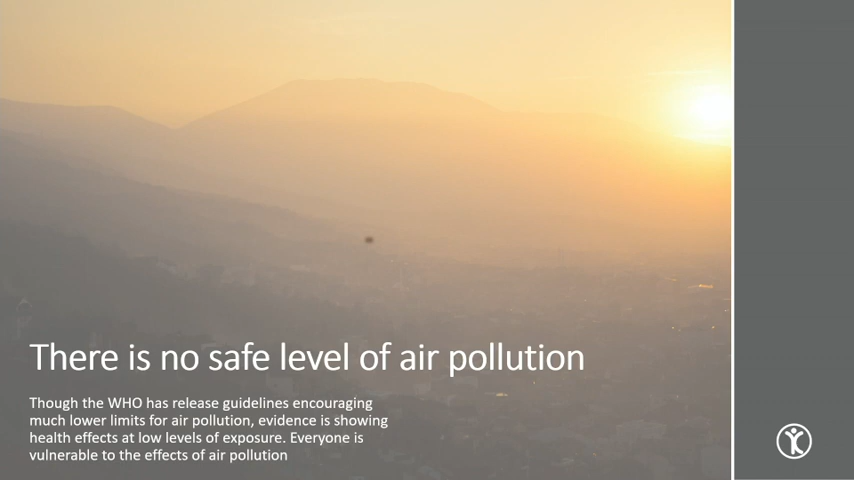 There is no safe level of air pollution
Though the WHO has release guidelines encouraging
much lower limits for air pollution, evidence is showing
health effects at low levels of exposure. Everyone is
vulnerable to the effects of air pollution